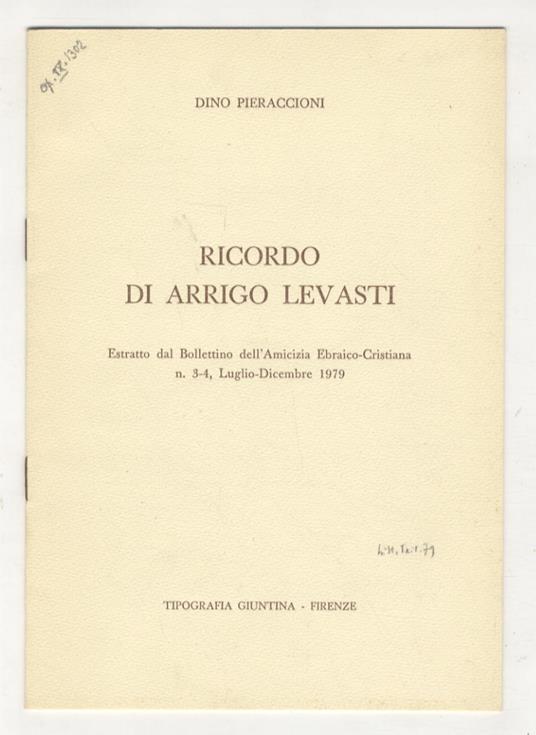 DINO PIERACCIONI
RICORDO
DI ARRIGO LEVASTI
Estratto dal Bollettino dell'Amicizia Ebraico-Cristiana
n. 3-4, Luglio-Dicembre 1979
TIPOGRAFIA GIUNTINA - FIRENZE